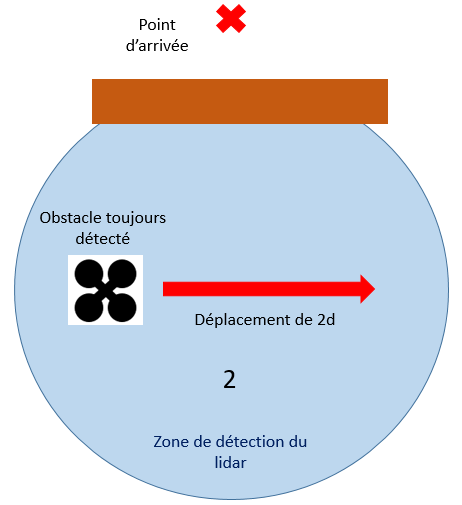 Point
d’arrivée
Obstacle toujours
détecté
Déplacement de 2d
2
Zone de détection du
lidar